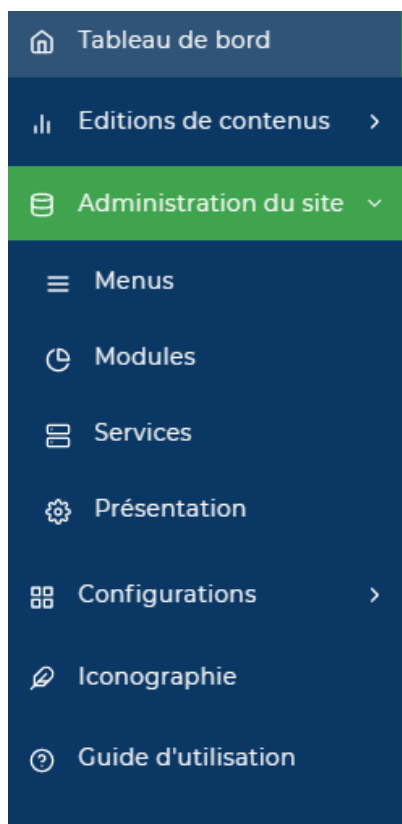 Tableau de bord
Editions de contenus
Administration du site
Menus
Modules
Services
Présentation
Configurations
Iconographie
Guide d'utilisation